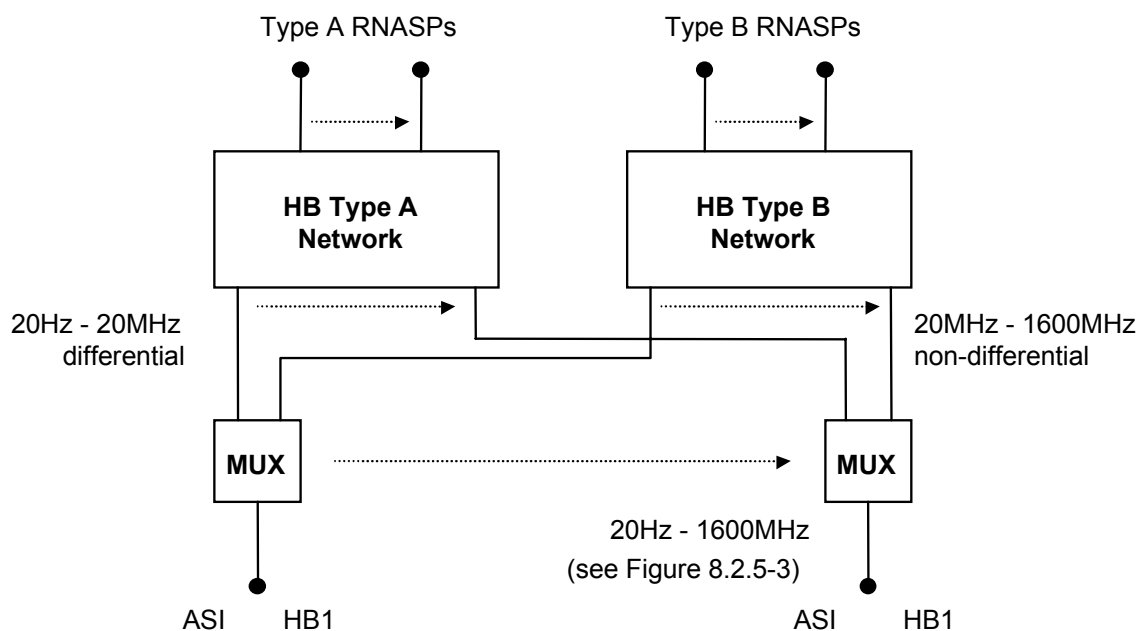 Type A RNASPs
Type B RNASPs
HB Type A
Network
HB Type B
Network
20Hz - 20MHz
differential
20MHz - 1600MHz
non-differential
MUX
MUX
20Hz - 1600MHz
(see Figure 8.2.5-3)
ASI HB1
ASI HB1